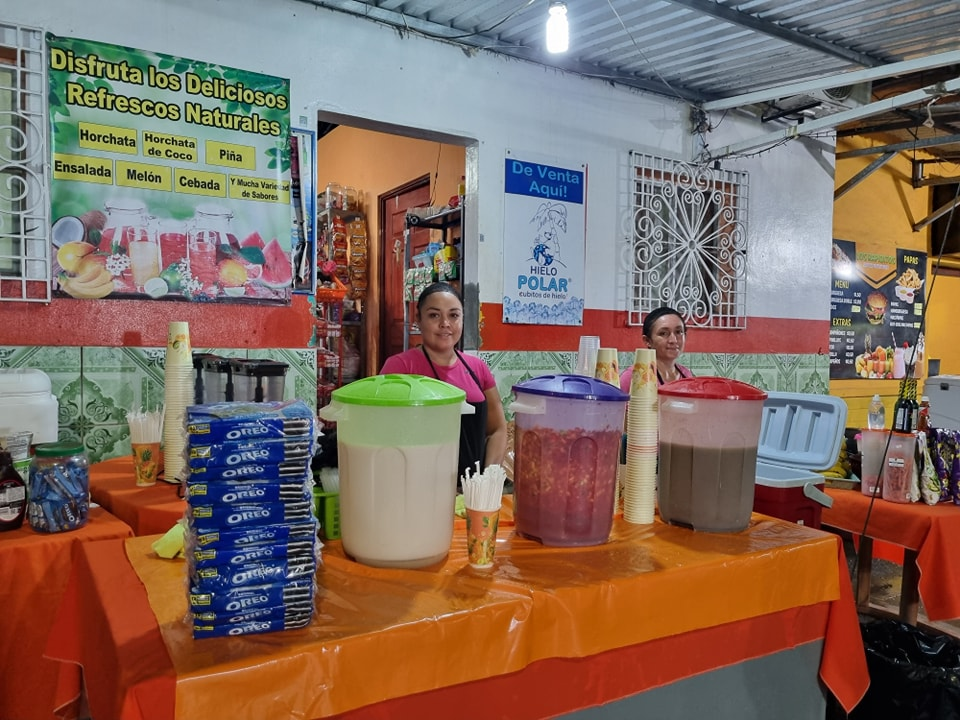 Disfruta los Deliciosos
Refrescos Naturales
Horchata
Horchata
de Coco
Piña
Ensalada
Melón
Cebada
Y Mucha Variedad
de Sabores
De Venta
Aquí!
HIELO
POLAR
cubitos de hielo
MENU
EXTRAS
PAPAS
OREO
OREO
OREO
OREO
OREO
OREO
OREO
OREO
OREO
OREO